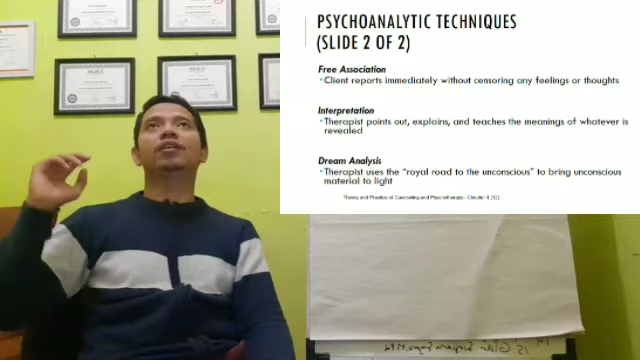 PSYCHOANALYTIC TECHNIQUES
(SLIDE 2 OF 2)
Free Association
•Client reports immediately without censoring any feelings or thoughts
Interpretation
•Therapist points out, explains, and teaches the meanings of whatever is
revealed
Dream Analysis
•Therapist uses the “royal road to the unconscious” to bring unconscious
material to light
Theory and Practice of Counseling and Psychotherapy - Chapter 4 (12)